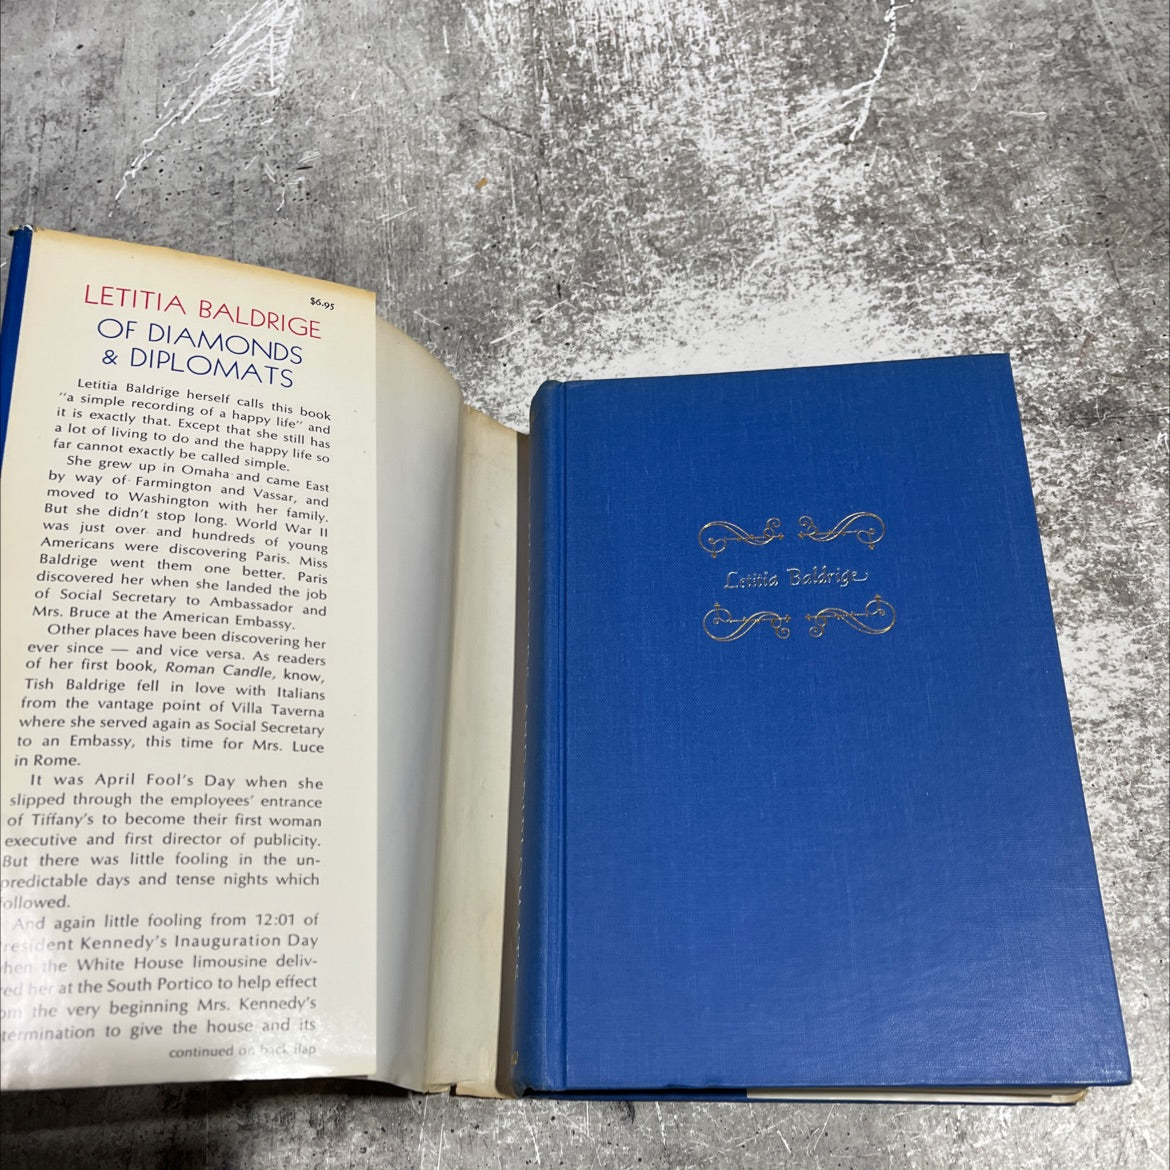 LETITIA BALDRIGE
$6.95
OF DIAMONDS
& DIPLOMATS
Letitia Baldrige herself calls this book
"a simple recording of a happy life" and
it is exactly that. Except that she still has
a lot of living to do and the happy life so
far cannot exactly be called simple.
She grew up in Omaha and came East
by way of Farmington and Vassar, and
moved to Washington with her family.
But she didn't stop long. World War II
was just over and hundreds of young
Americans were discovering Paris. Miss
Baldrige went them one better. Paris
discovered her when she landed the job
of Social Secretary to Ambassador and
Mrs. Bruce at the American Embassy.
Other places have been discovering her
ever since — and vice versa. As readers
of her first book, Roman Candle, know,
Tish Baldrige fell in love with Italians
from the vantage point of Villa Taverna
where she served again as Social Secretary
to an Embassy, this time for Mrs. Luce
in Rome.
It was April Fool's Day when she
slipped through the employees' entrance
of Tiffany's to become their first woman
executive and first director of publicity.
But there was little fooling in the un-
predictable days and tense nights which
ollowed.
And again little fooling from 12:01 of
resident Kennedy's Inauguration Day
hen the White House limousine deliv-
ed her at the South Portico to help effect
om the very beginning Mrs. Kennedy's
termination to give the house and its
continued on back flap
Letitia Baldrige